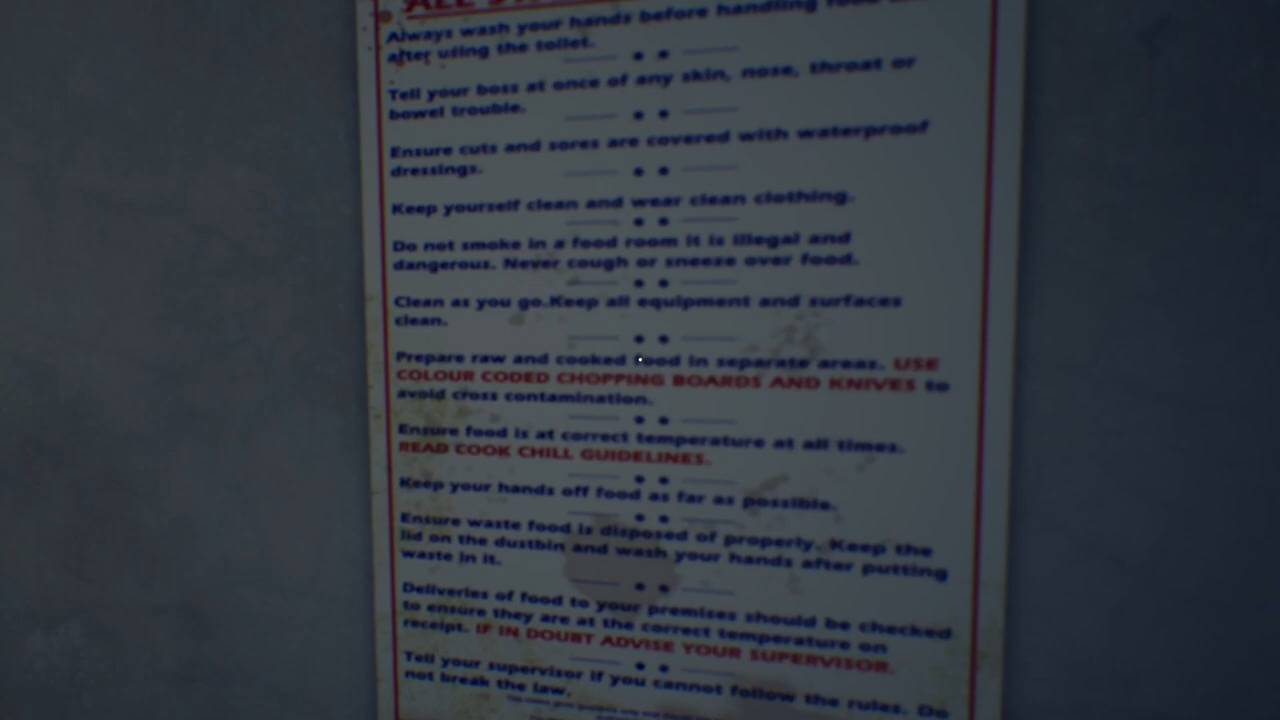 ALL
Always wash your hands before handling food
after using the toilet.
Tell your boss at once of any skin, nose, throat or
bowel trouble.
Ensure cuts and sores are covered with waterproof
dressings.
Keep yourself clean and wear clean clothing.
Do not smoke in a food room it is illegal and
dangerous. Never cough or sneeze over food.
Clean as you go.Keep all equipment and surfaces
clean.
Prepare raw and cooked food in separate areas. USE
COLOUR CODED CHOPPING BOARDS AND KNIVES to
avoid cross contamination.
Ensure food is at correct temperature at all times.
READ COOK CHILL GUIDELINES.
Keep your hands off food as far as possible.
Ensure waste food is disposed of properly. Keep the
lid on the dustbin and wash your hands after putting
waste in it.
Deliveries of food to your premises should be checked
to ensure they are at the correct temperature on
receipt. IF IN DOUBT ADVISE YOUR SUPERVISOR.
Tell your supervisor if you cannot follow the rules. Do
not break the law.